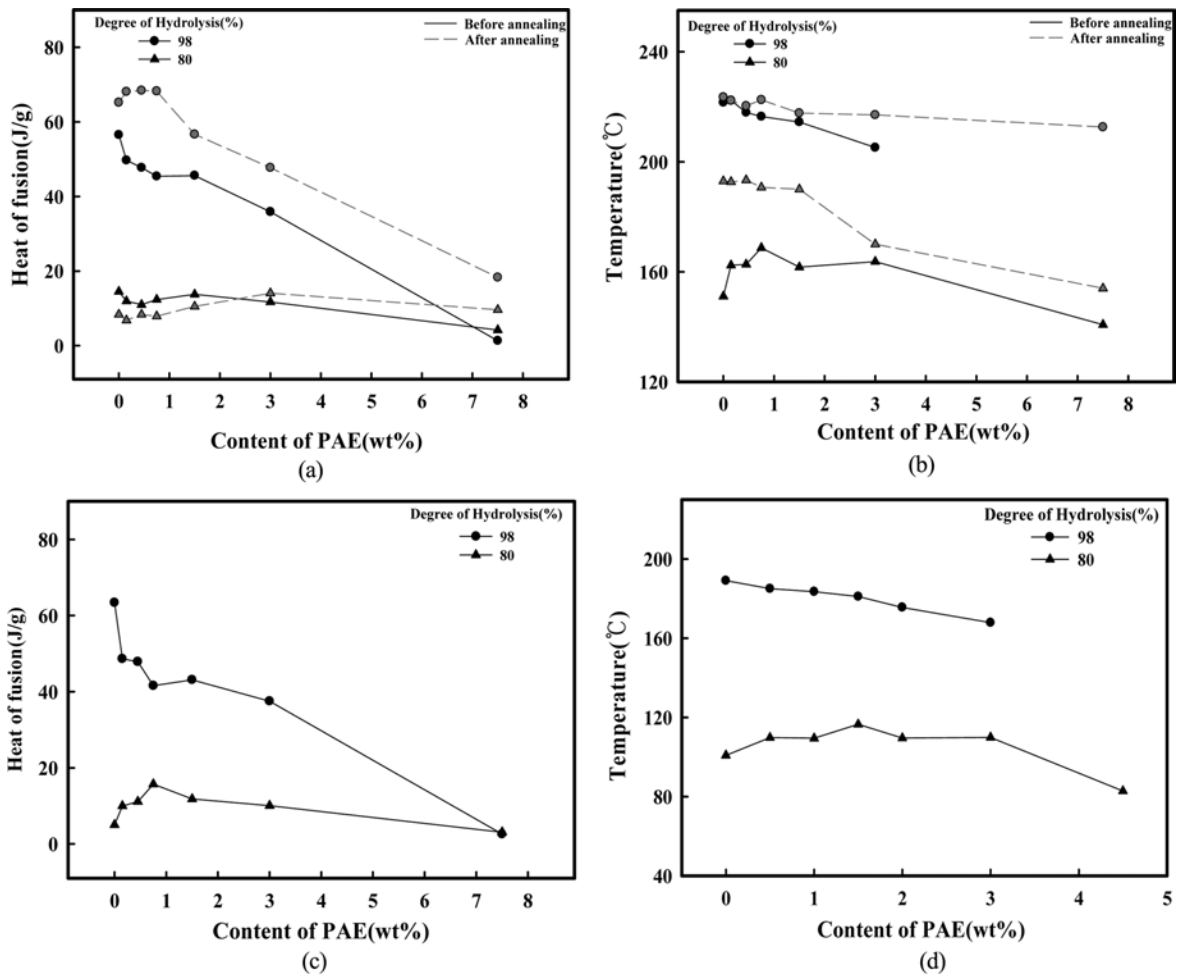 Degree of Hydrolysis(%)
98
80
Before annealing
After annealing
Heat of fusion(J/g)
80
60
40
20
0
0 1 2 3 4 5 6 7 8
Content of PAE(wt%)
(a)
Degree of Hydrolysis(%)
98
80
Before annealing
After annealing
Temperature(℃)
240
200
160
120
0 1 2 3 4 5 6 7 8
Content of PAE(wt%)
(b)
Degree of Hydrolysis(%)
98
80
Heat of fusion(J/g)
80
60
40
20
0
0 1 2 3 4 5 6 7 8
Content of PAE(wt%)
(c)
Degree of Hydrolysis(%)
98
80
Temperature(℃)
200
160
120
80
40
0 1 2 3 4 5
Content of PAE(wt%)
(d)